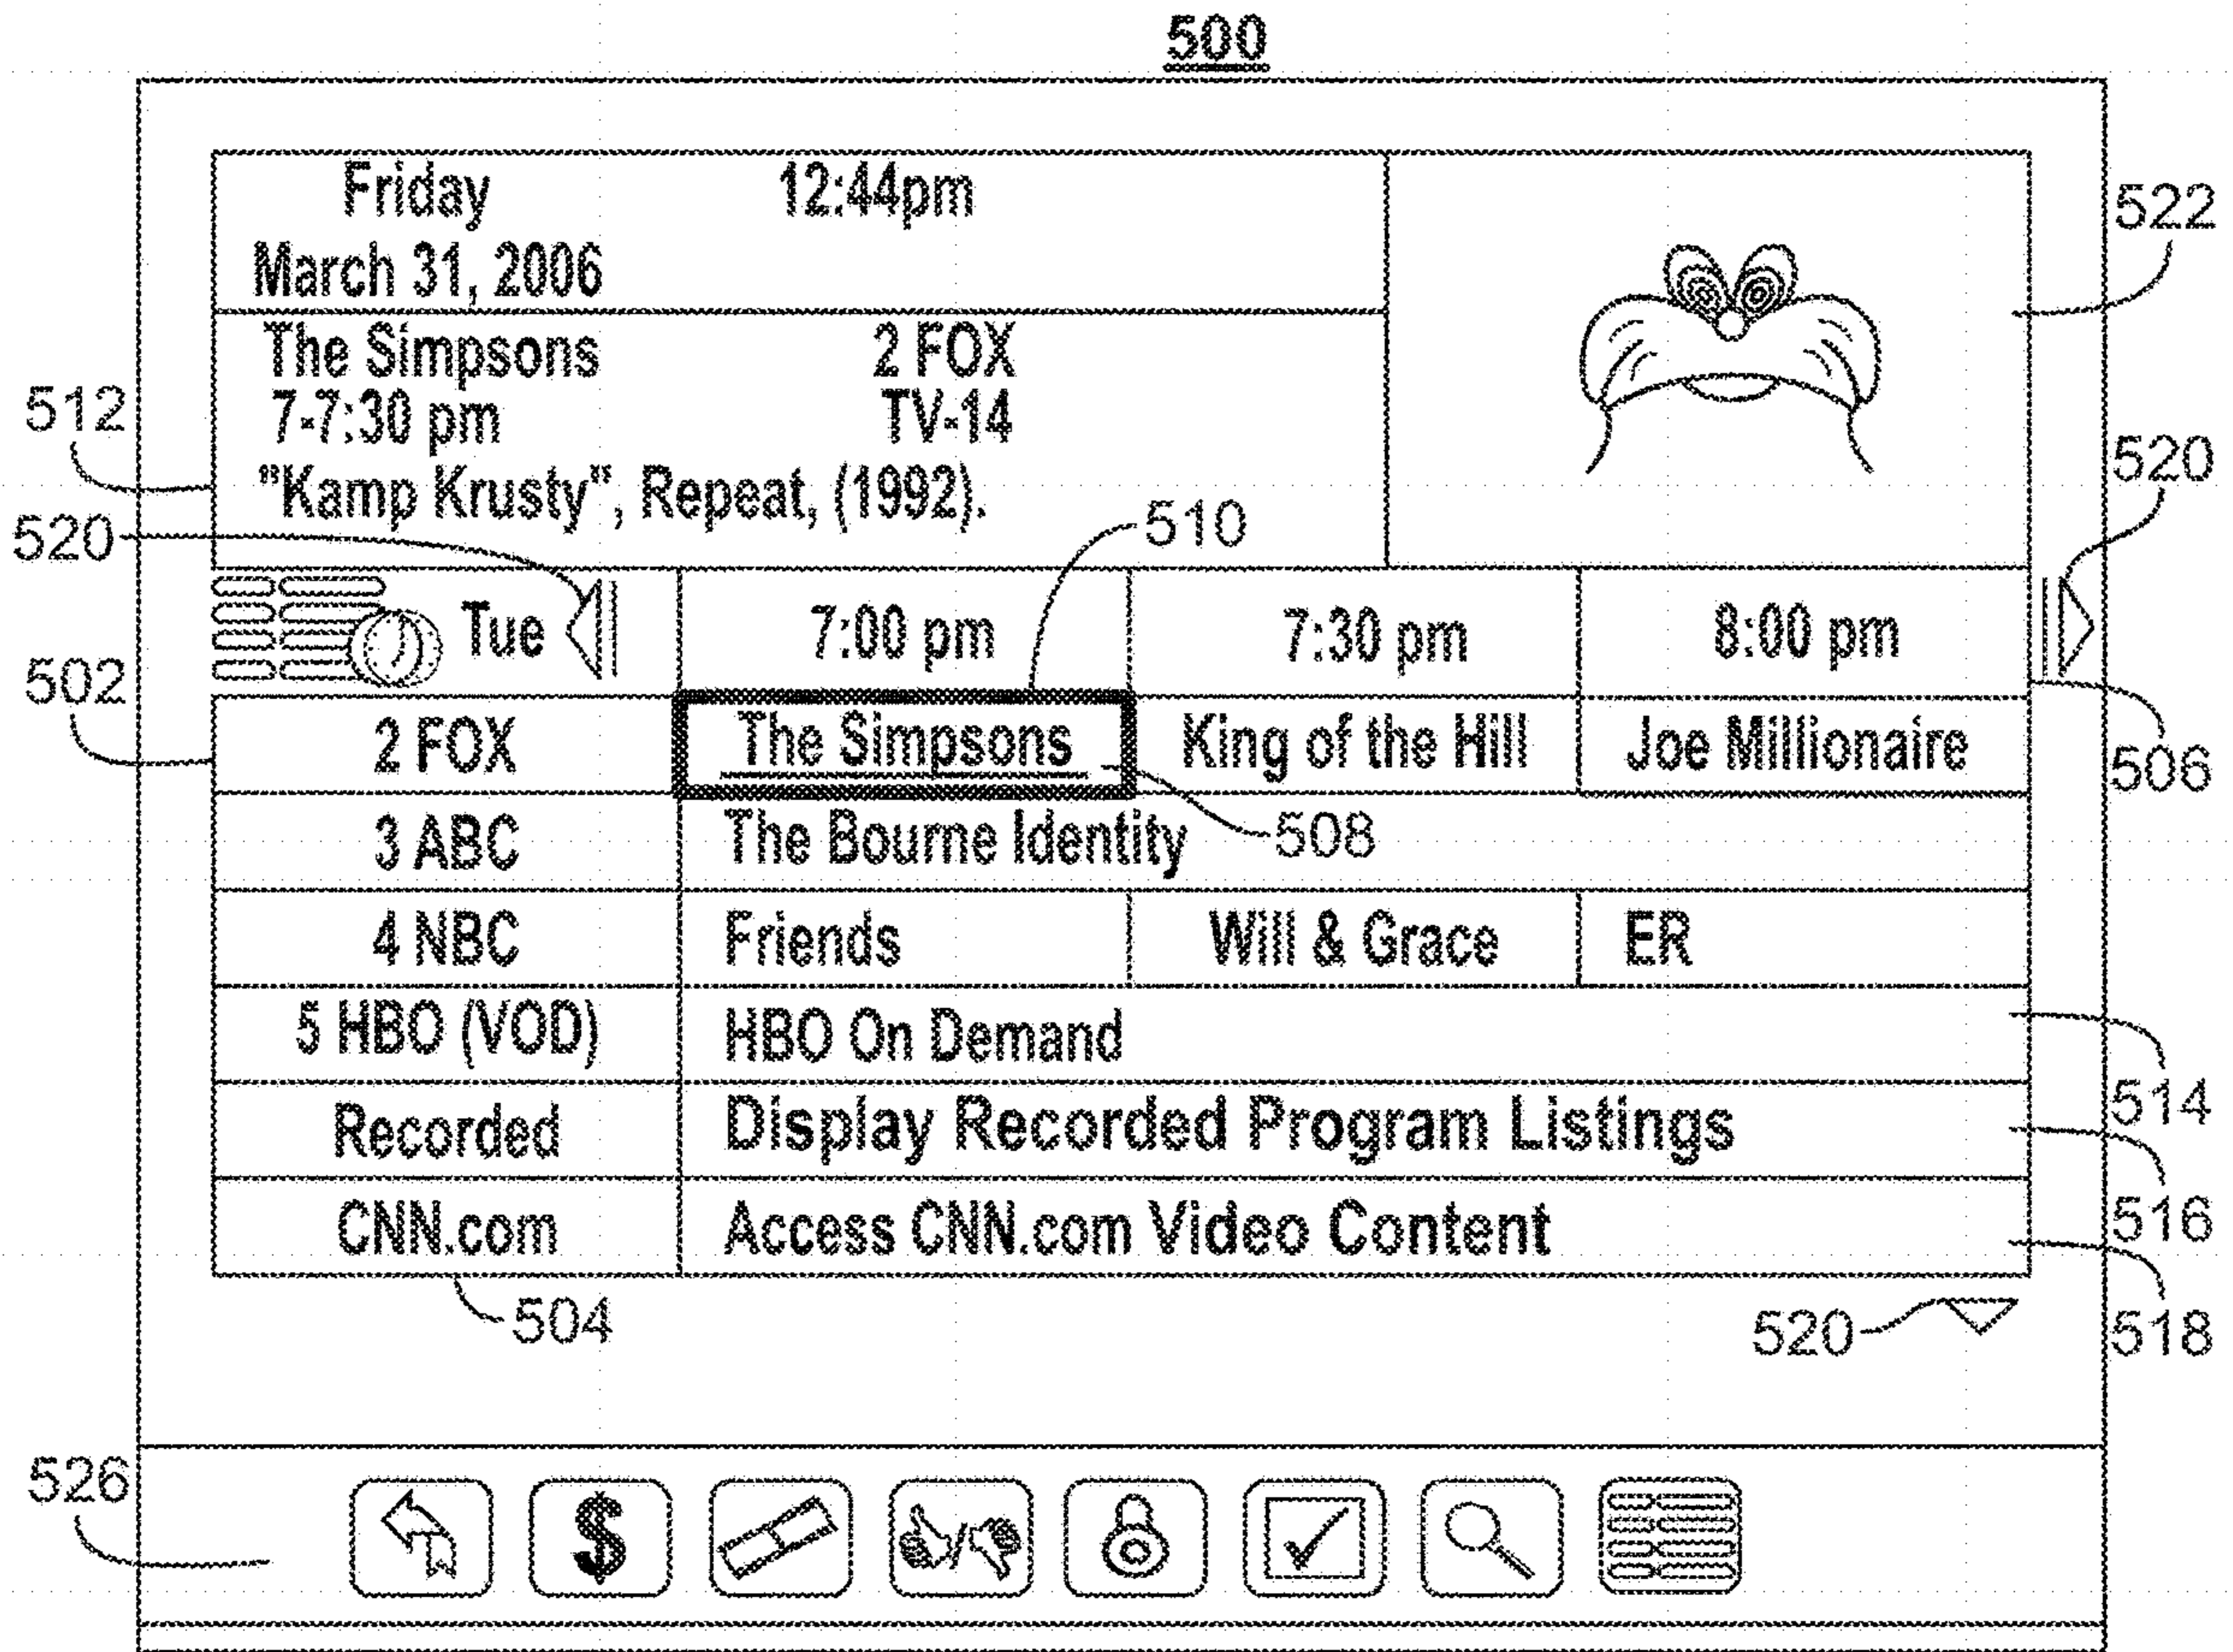 500
Friday 12:44pm
March 31, 2006
522
The Simpsons 2 FOX
7-7:30 pm TV-14
512
"Kamp Krusty", Repeat, (1992).
520
510
520
Tue 7:00 pm 7:30 pm 8:00 pm
502
2 FOX The Simpsons King of the Hill Joe Millionaire
506
3 ABC The Bourne Identity 508
4 NBC Friends Will & Grace ER
5 HBO (VOD) HBO On Demand
514
Recorded Display Recorded Program Listings
516
CNN.com Access CNN.com Video Content
504 520 518
526
$